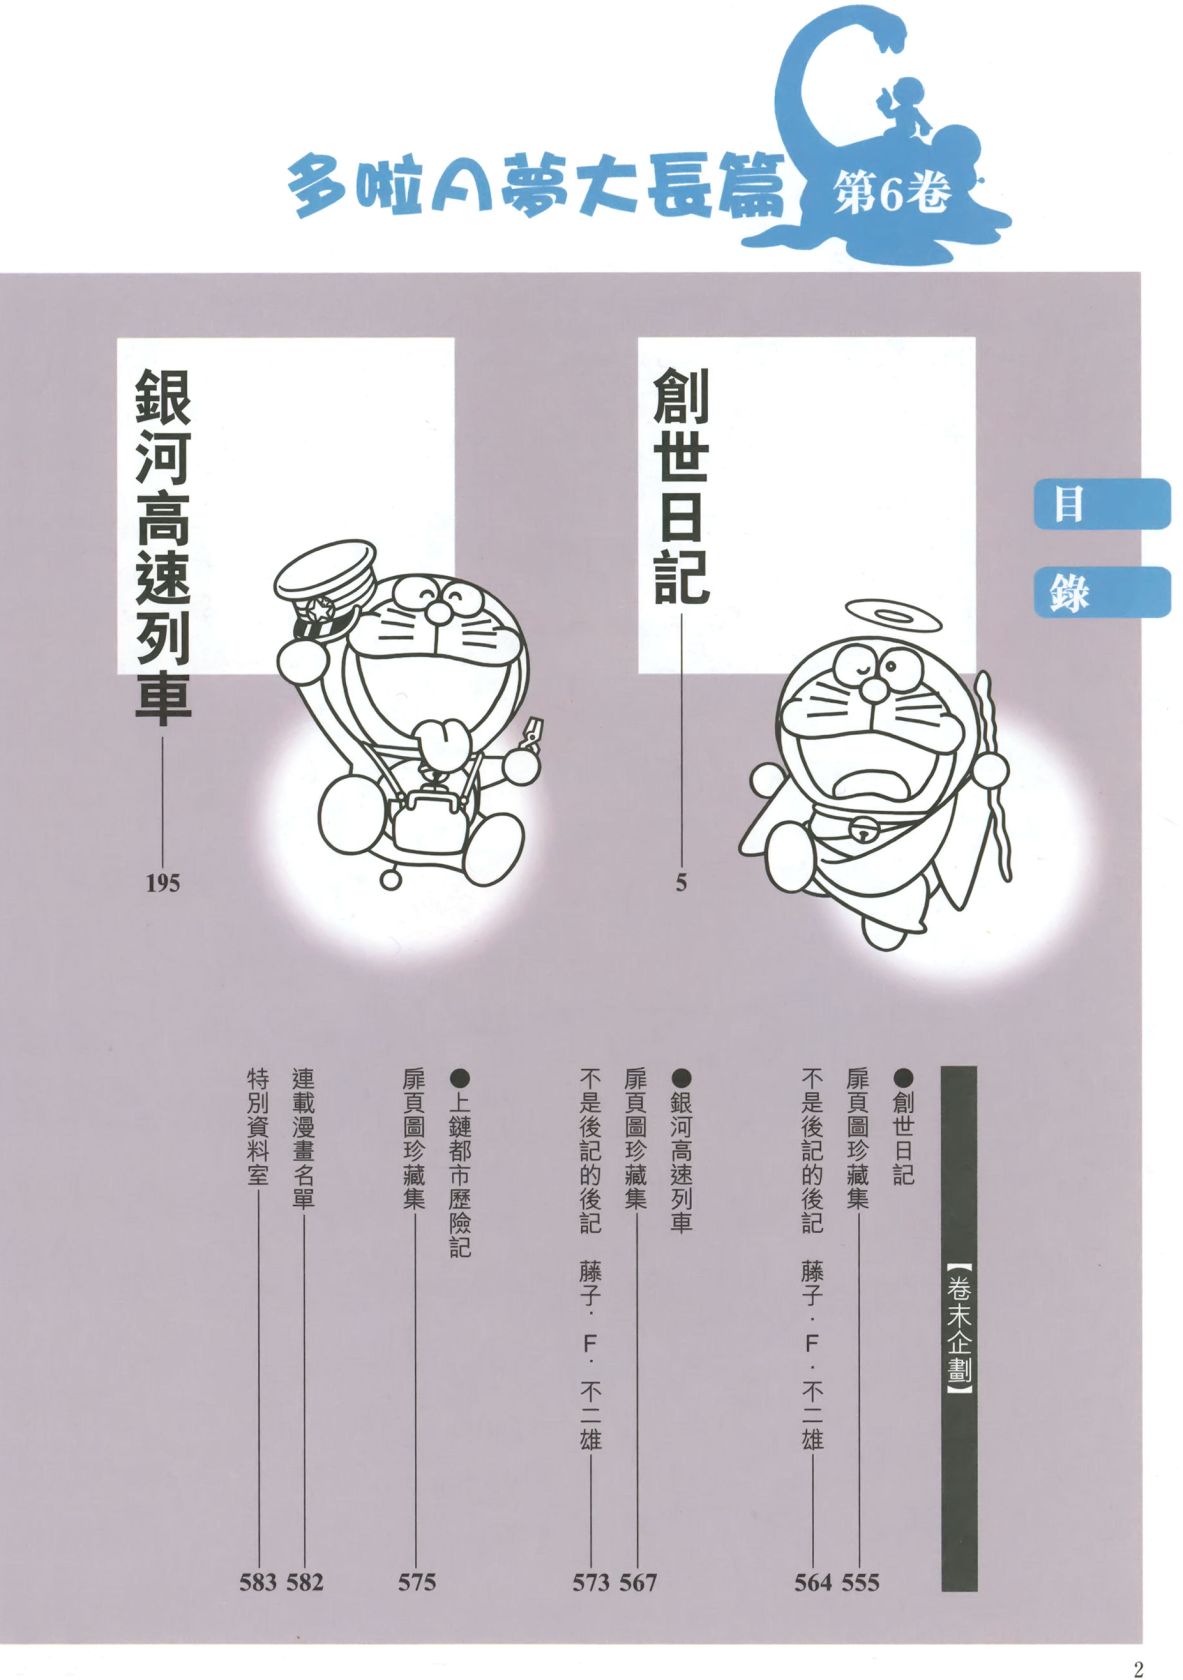 多啦A夢大長篇
第6卷
目
錄
創世日記 5
銀河高速列車 195
【卷末企劃】
●創世日記
扉頁圖珍藏集 555
不是後記的後記 藤子·F·不二雄 564
●銀河高速列車
扉頁圖珍藏集 567
不是後記的後記 藤子·F·不二雄 573
●上鏈都市歷險記
扉頁圖珍藏集 575
連載漫畫名單 582
特別資料室 583
2